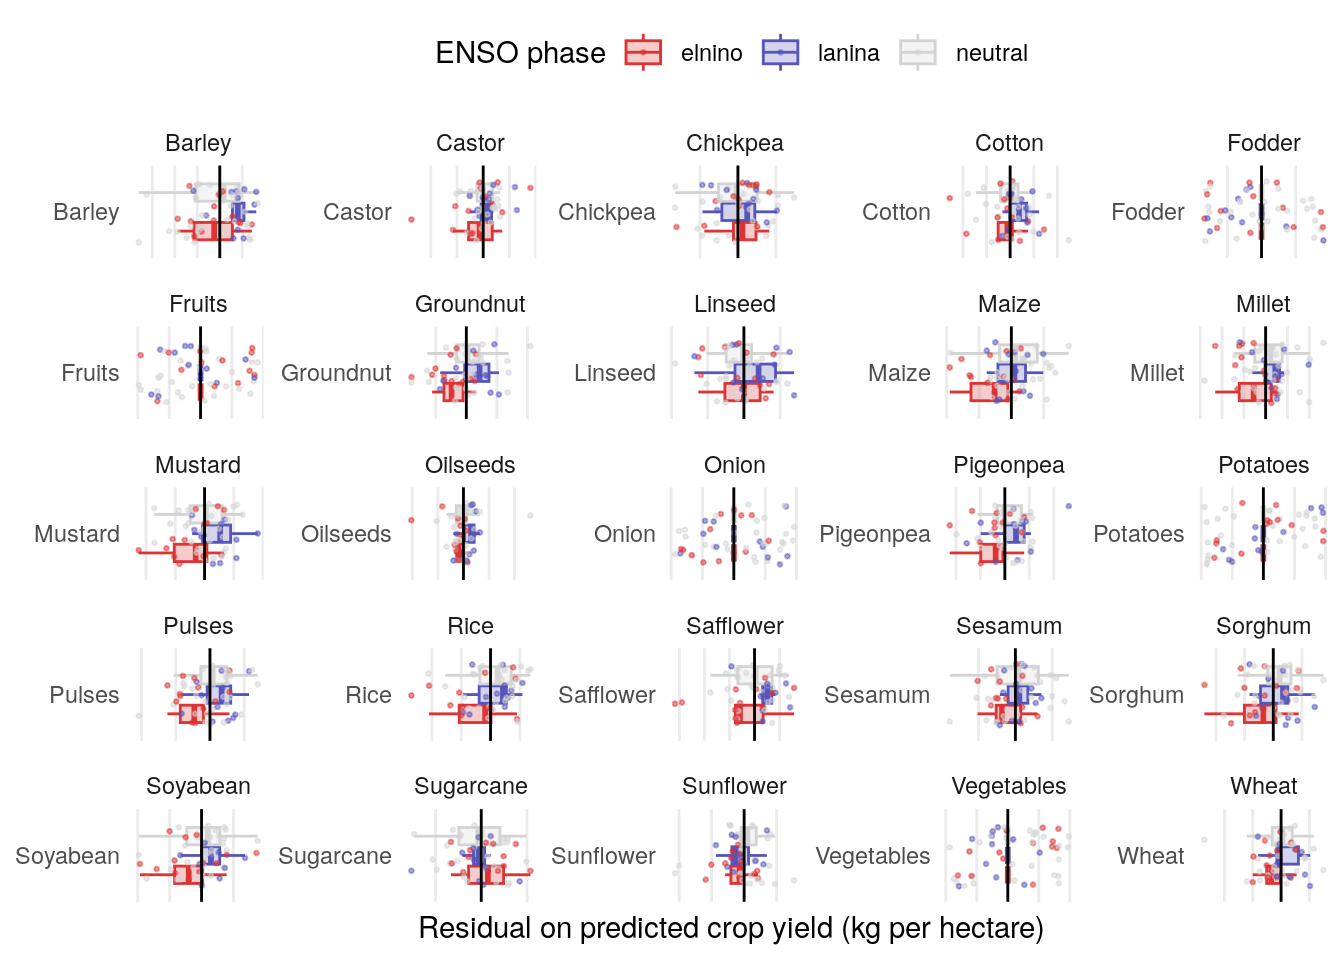 ENSO phase elnino lanina neutral
Barley Castor Chickpea Cotton Fodder
Barley Castor Chickpea Cotton Fodder
Fruits Groundnut Linseed Maize Millet
Fruits Groundnut Linseed Maize Millet
Mustard Oilseeds Onion Pigeonpea Potatoes
Mustard Oilseeds Onion Pigeonpea Potatoes
Pulses Rice Safflower Sesamum Sorghum
Pulses Rice Safflower Sesamum Sorghum
Soyabean Sugarcane Sunflower Vegetables Wheat
Soyabean Sugarcane Sunflower Vegetables Wheat
Residual on predicted crop yield (kg per hectare)